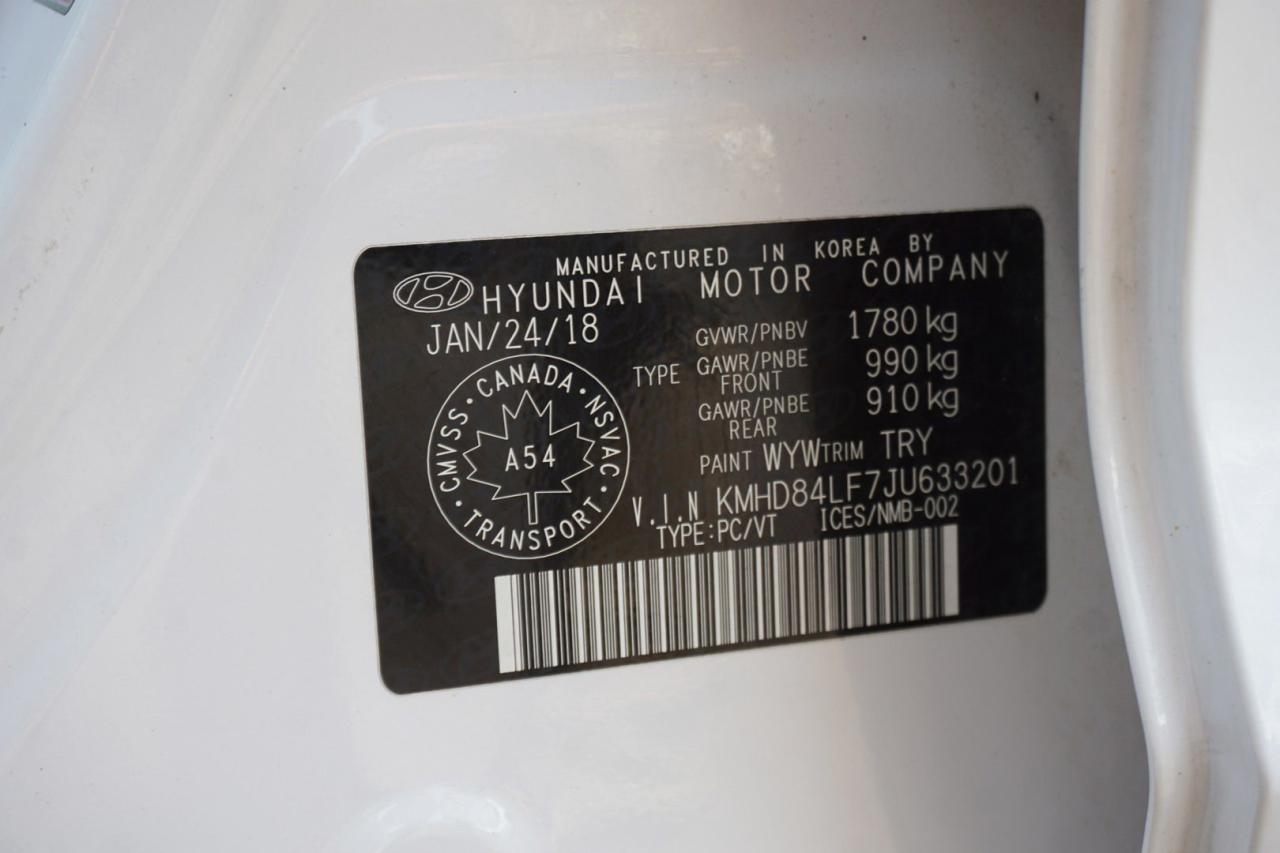 MANUFACTURED IN KOREA BY
HYUNDAI MOTOR COMPANY
JAN/24/18
GVWR/PNBV 1780 kg
TYPE GAWR/PNBE FRONT 990 kg
GAWR/PNBE REAR 910 kg
PAINT WYW TRIM TRY
V.I.N KMHD84LF7JU633201
TYPE:PC/VT ICES/NMB-002
CMVSS · CANADA · NSVAC · TRANSPORT ·
A54